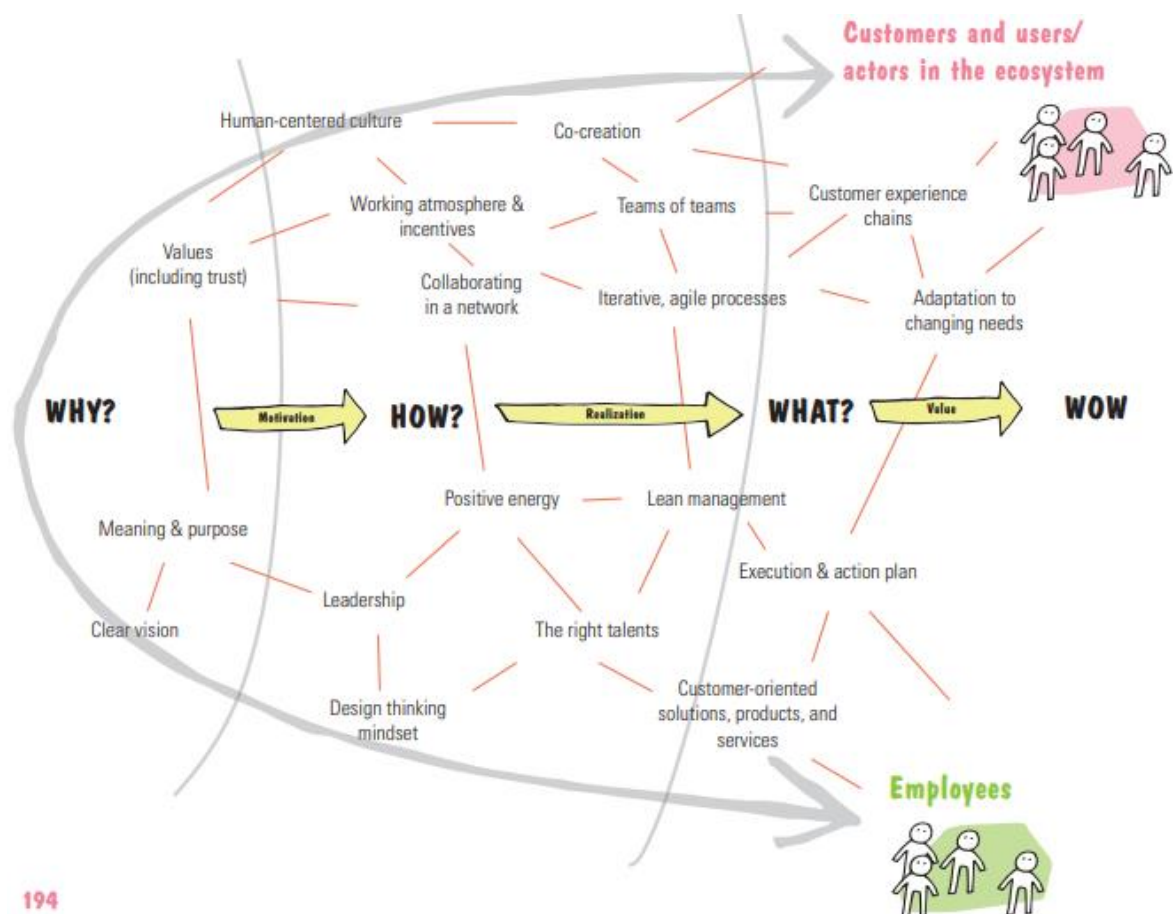 Customers and users/
actors in the ecosystem
Human-centered culture
Co-creation
Working atmosphere &
incentives
Teams of teams
Customer experience
chains
Values
(including trust)
Collaborating
in a network
Iterative, agile processes
Adaptation to
changing needs
WHY?
Motivation
HOW?
Realization
WHAT?
Value
WOW
Positive energy
Lean management
Meaning & purpose
Execution & action plan
Leadership
Clear vision
The right talents
Design thinking
mindset
Customer-oriented
solutions, products, and
services
Employees
194